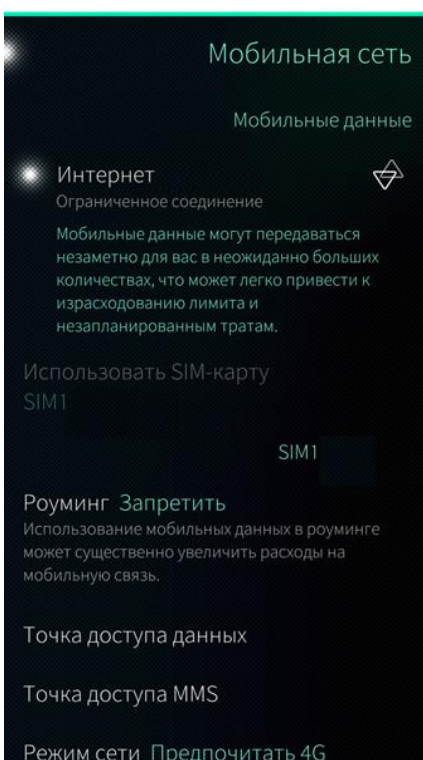 Мобильная сеть
Мобильные данные
Интернет
Ограниченное соединение
Мобильные данные могут передаваться
незаметно для вас в неожиданно больших
количествах, что может легко привести к
израсходованию лимита и
незапланированным тратам.
Использовать SIM-карту
SIM1
SIM1
Роуминг Запретить
Использование мобильных данных в роуминге
может существенно увеличить расходы на
мобильную связь.
Точка доступа данных
Точка доступа MMS
Режим сети Предпочитать 4G